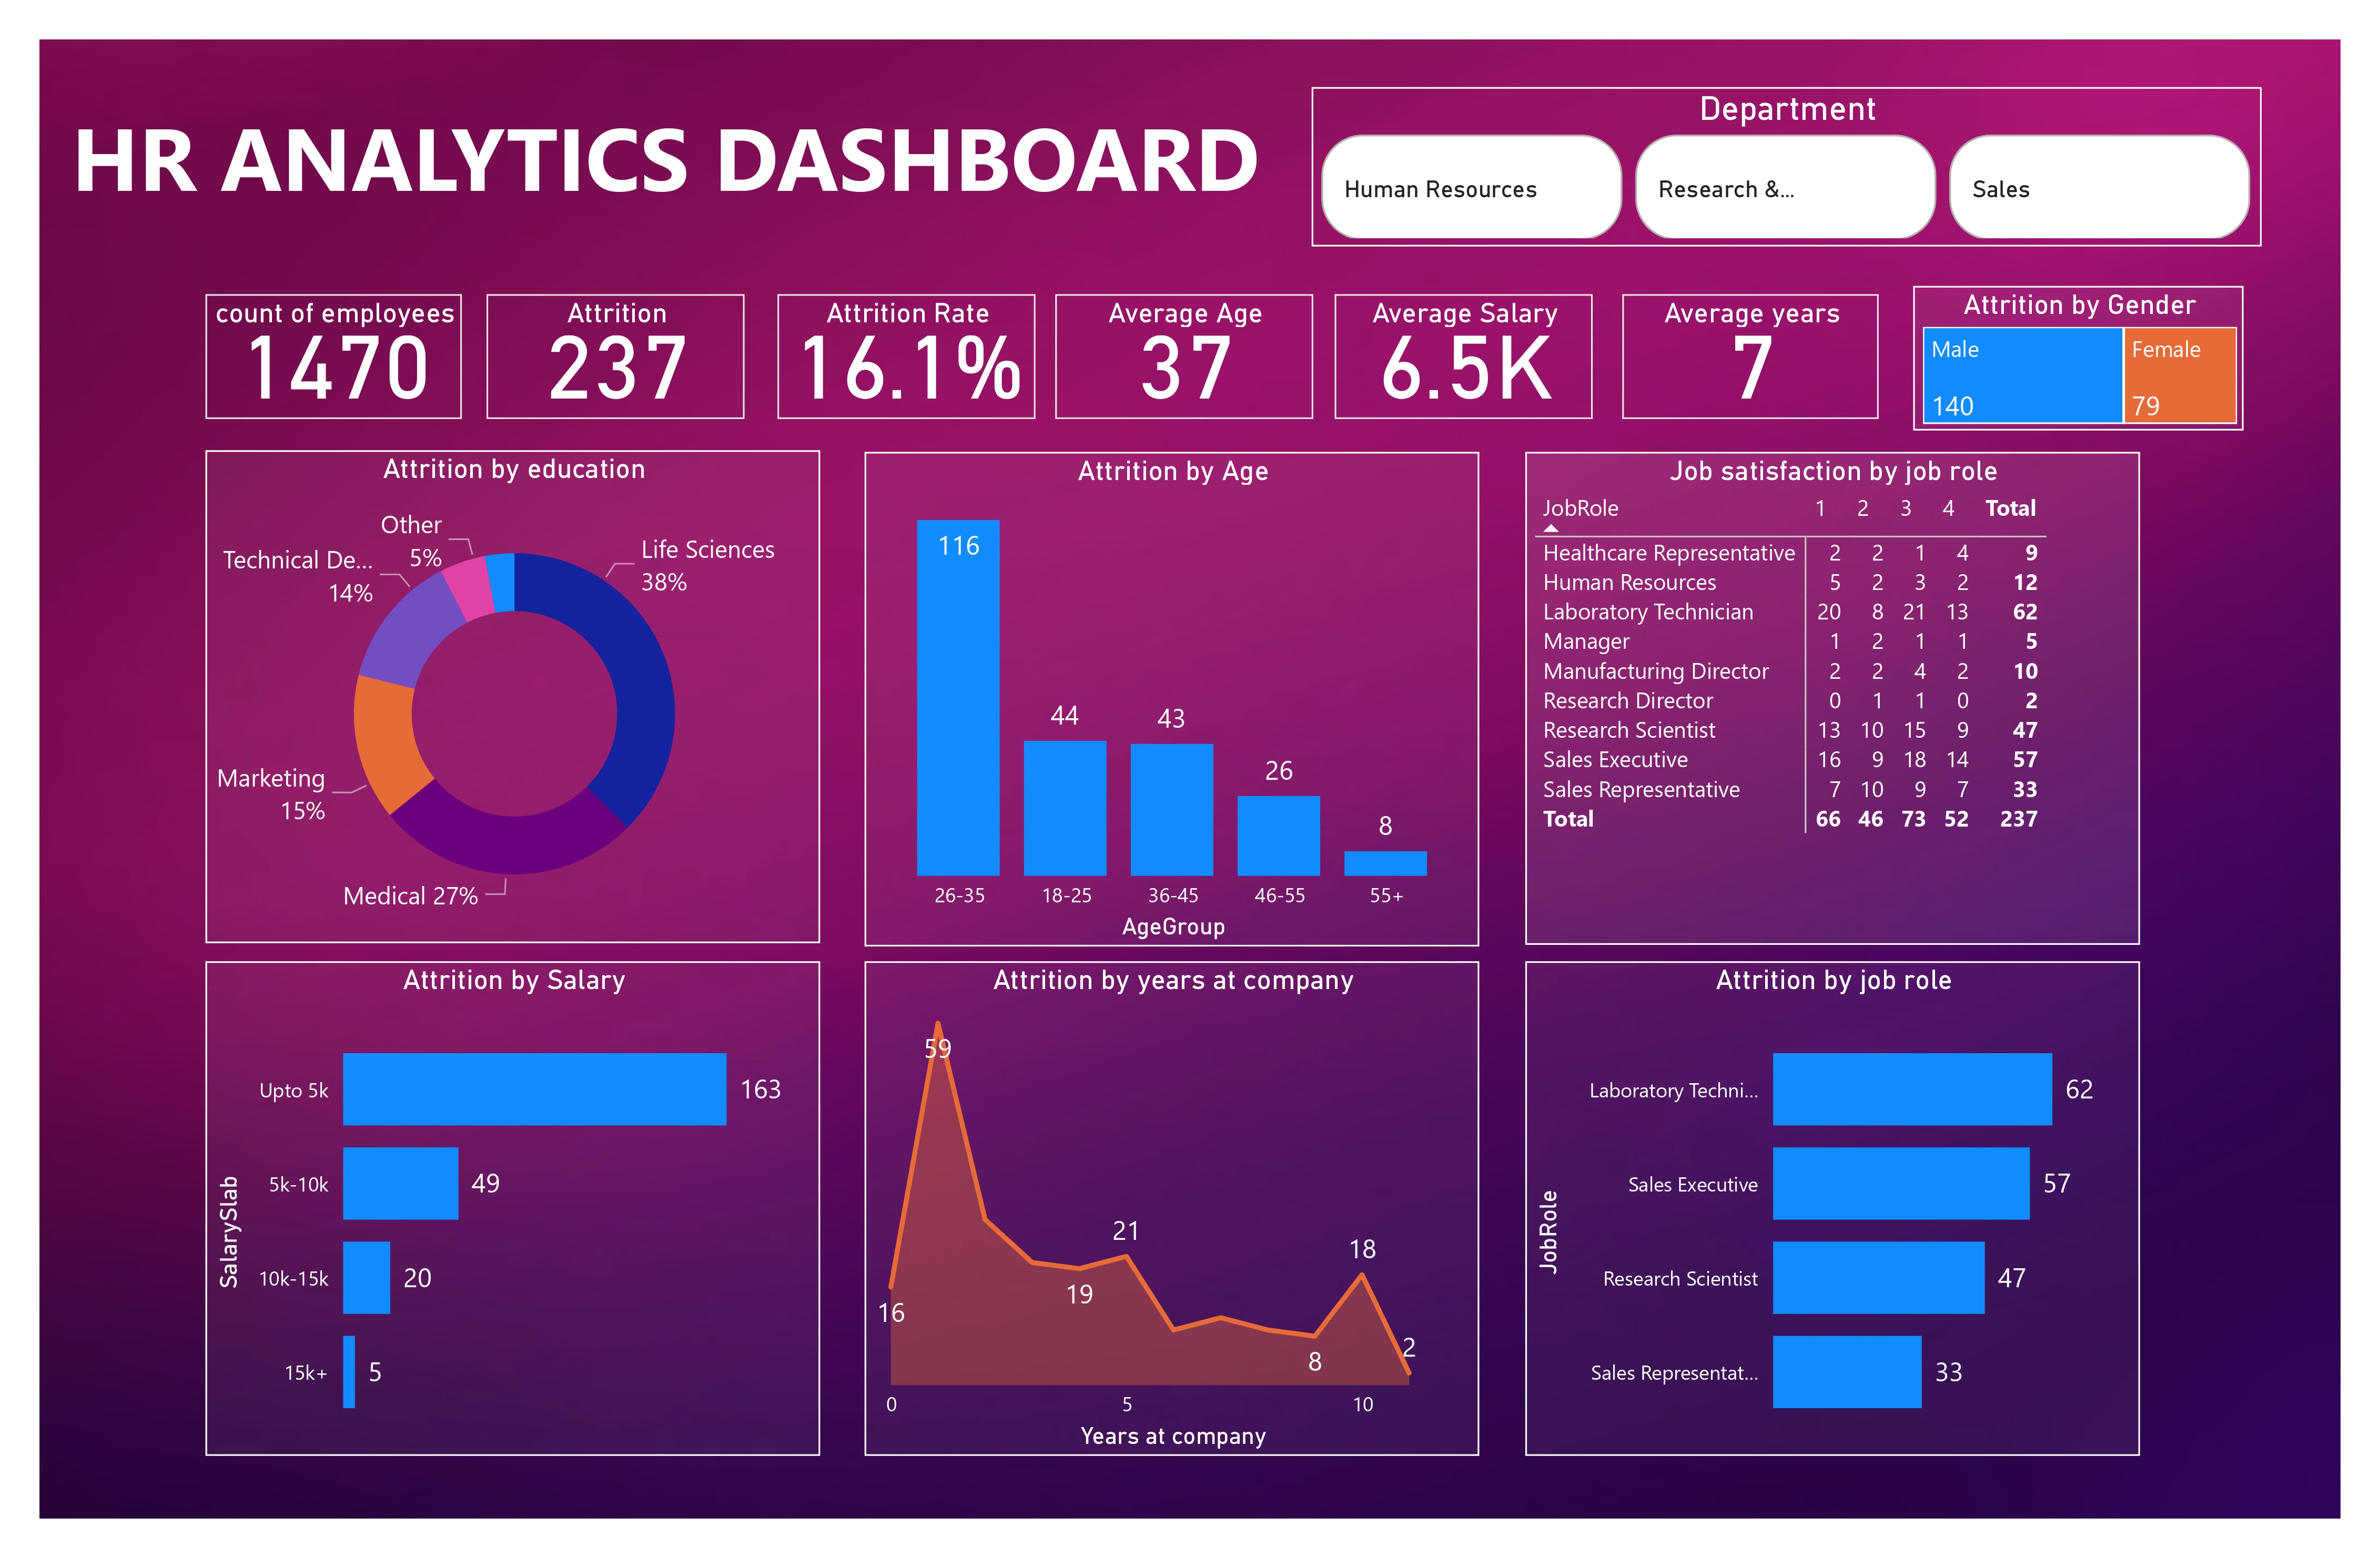 HR ANALYTICS DASHBOARD
Department
Human Resources
Research &...
Sales
count of employees
1470
Attrition
237
Attrition Rate
16.1%
Average Age
37
Average Salary
6.5K
Average years
7
Attrition by Gender
Male
140
Female
79
Attrition by education
Other
5%
Technical De...
14%
Life Sciences
38%
Marketing
15%
Medical 27%
Attrition by Age
116
44
43
26
8
26-35 18-25 36-45 46-55 55+
AgeGroup
Job satisfaction by job role
JobRole 1 2 3 4 Total
Healthcare Representative 2 2 1 4 9
Human Resources 5 2 3 2 12
Laboratory Technician 20 8 21 13 62
Manager 1 2 1 1 5
Manufacturing Director 2 2 4 2 10
Research Director 0 1 1 0 2
Research Scientist 13 10 15 9 47
Sales Executive 16 9 18 14 57
Sales Representative 7 10 9 7 33
Total 66 46 73 52 237
Attrition by Salary
SalarySlab
Upto 5k 163
5k-10k 49
10k-15k 20
15k+ 5
Attrition by years at company
59
16
19
21
8
18
2
0 5 10
Years at company
Attrition by job role
JobRole
Laboratory Techni... 62
Sales Executive 57
Research Scientist 47
Sales Representat... 33